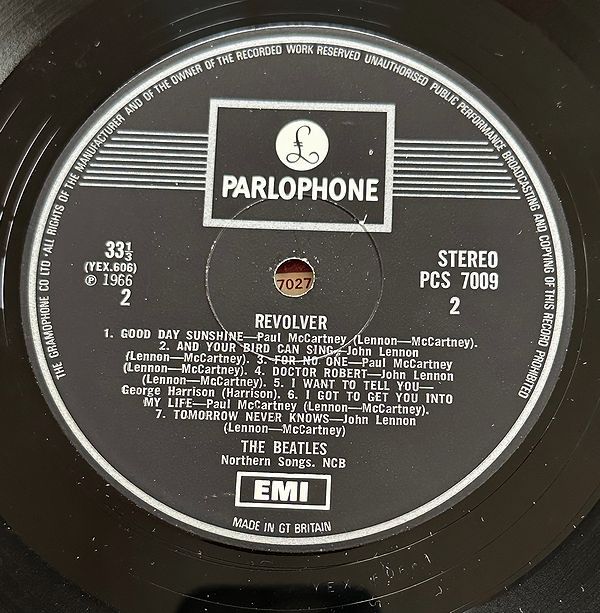 THE GRAMOPHONE CO LTD · ALL RIGHTS OF THE MANUFACTURER AND OF THE OWNER OF THE RECORDED WORK RESERVED UNAUTHORISED PUBLIC PERFORMANCE BROADCASTING AND COPYING OF THIS RECORD PROHIBITED
£
PARLOPHONE
33⅓
(YEX.606)
℗ 1966
2
7027
STEREO
PCS 7009
2
REVOLVER
1. GOOD DAY SUNSHINE—Paul McCartney (Lennon—McCartney).
2. AND YOUR BIRD CAN SING—John Lennon
(Lennon—McCartney). 3. FOR NO ONE—Paul McCartney
(Lennon—McCartney). 4. DOCTOR ROBERT—John Lennon
(Lennon—McCartney). 5. I WANT TO TELL YOU—
George Harrison (Harrison). 6. I GOT TO GET YOU INTO
MY LIFE—Paul McCartney (Lennon—McCartney).
7. TOMORROW NEVER KNOWS—John Lennon
(Lennon—McCartney)
THE BEATLES
Northern Songs. NCB
EMI
MADE IN GT BRITAIN